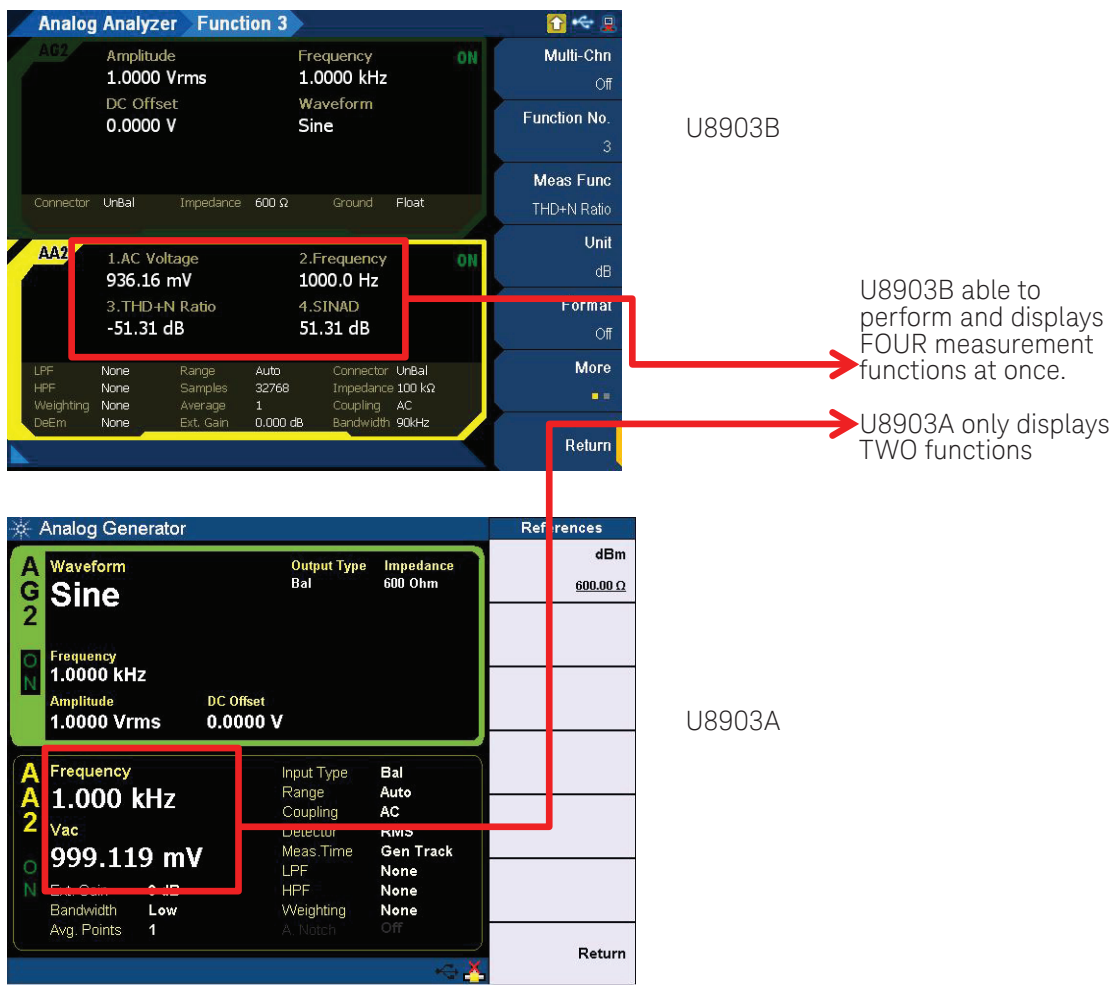 Analog Analyzer Function 3
AG2
ON
Amplitude Frequency
1.0000 Vrms 1.0000 kHz
DC Offset Waveform
0.0000 V Sine
Connector UnBal Impedance 600 Ω Ground Float
AA2
ON
1.AC Voltage 2.Frequency
936.16 mV 1000.0 Hz
3.THD+N Ratio 4.SINAD
-51.31 dB 51.31 dB
LPF None Range Auto Connector UnBal
HPF None Samples 32768 Impedance 100 kΩ
Weighting None Average 1 Coupling AC
DeEm None Ext. Gain 0.000 dB Bandwidth 90kHz
Multi-Chn
Off
Function No.
3
Meas Func
THD+N Ratio
Unit
dB
Format
Off
More
Return
U8903B
U8903B able to
perform and displays
FOUR measurement
functions at once.
U8903A only displays
TWO functions
Analog Generator
References
AG2
ON
Waveform Output Type Impedance
Sine Bal 600 Ohm
Frequency
1.0000 kHz
Amplitude DC Offset
1.0000 Vrms 0.0000 V
AA2
ON
Frequency
1.000 kHz
Vac
999.119 mV
Ext. Gain 0 dB
Bandwidth Low
Avg. Points 1
Input Type Bal
Range Auto
Coupling AC
Detector RMS
Meas.Time Gen Track
LPF None
HPF None
Weighting None
A. Notch Off
dBm
600.00 Ω
Return
U8903A